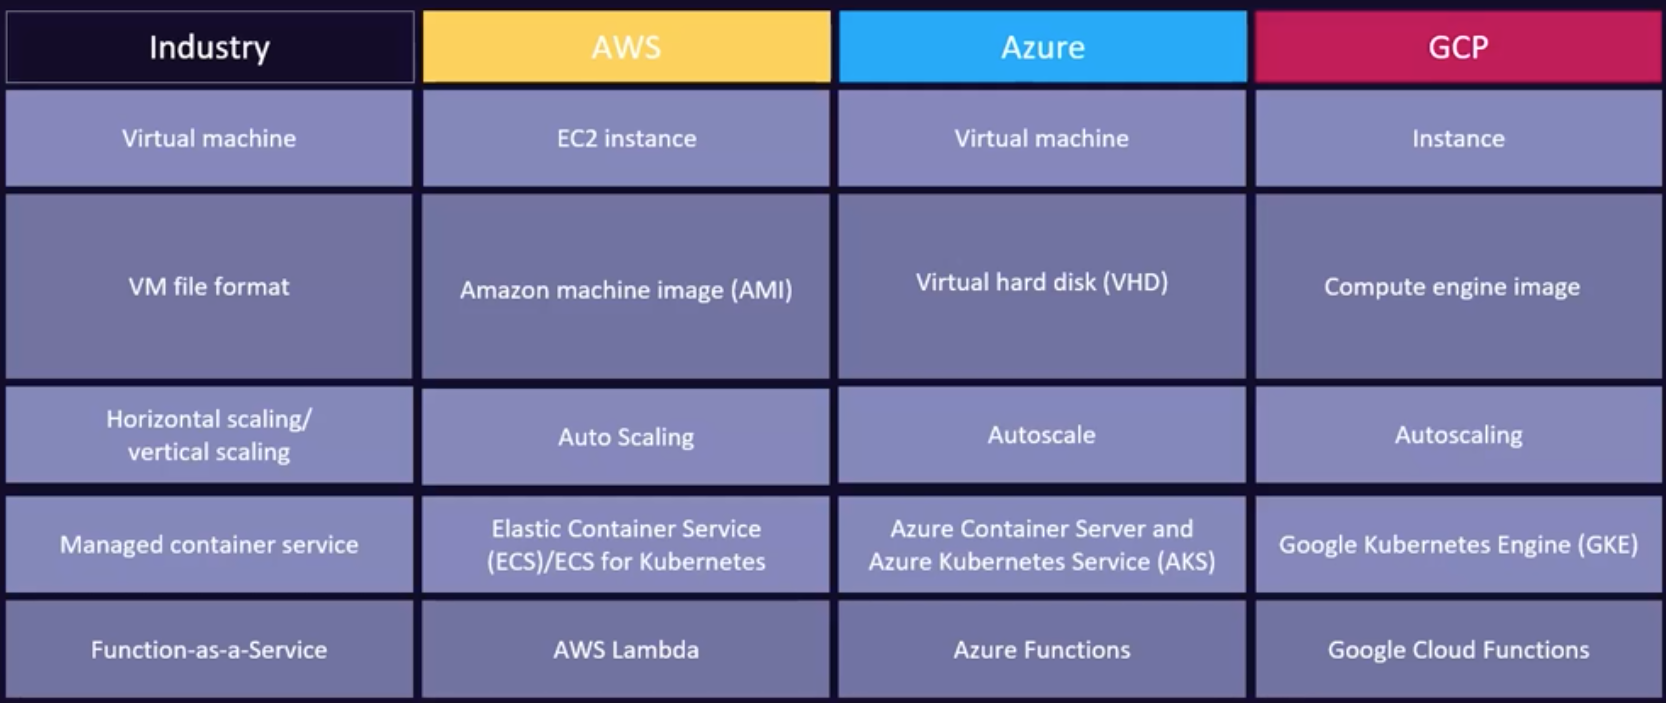 Industry
AWS
Azure
GCP
Virtual machine
EC2 instance
Virtual machine
Instance
VM file format
Amazon machine image (AMI)
Virtual hard disk (VHD)
Compute engine image
Horizontal scaling/
vertical scaling
Auto Scaling
Autoscale
Autoscaling
Managed container service
Elastic Container Service
(ECS)/ECS for Kubernetes
Azure Container Server and
Azure Kubernetes Service (AKS)
Google Kubernetes Engine (GKE)
Function-as-a-Service
AWS Lambda
Azure Functions
Google Cloud Functions